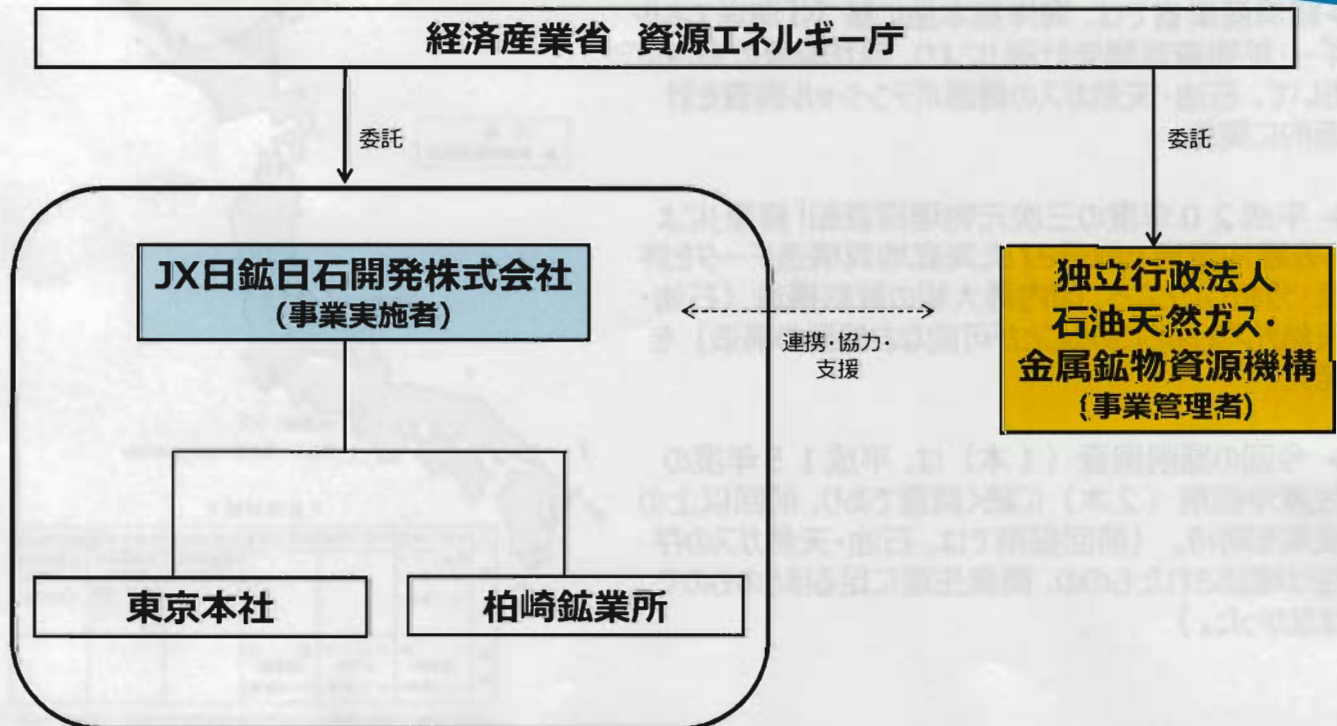 経済産業省 資源エネルギー庁
委託
委託
JX日鉱日石開発株式会社
(事業実施者)
連携・協力・
支援
独立行政法人
石油天然ガス・
金属鉱物資源機構
(事業管理者)
東京本社
柏崎鉱業所